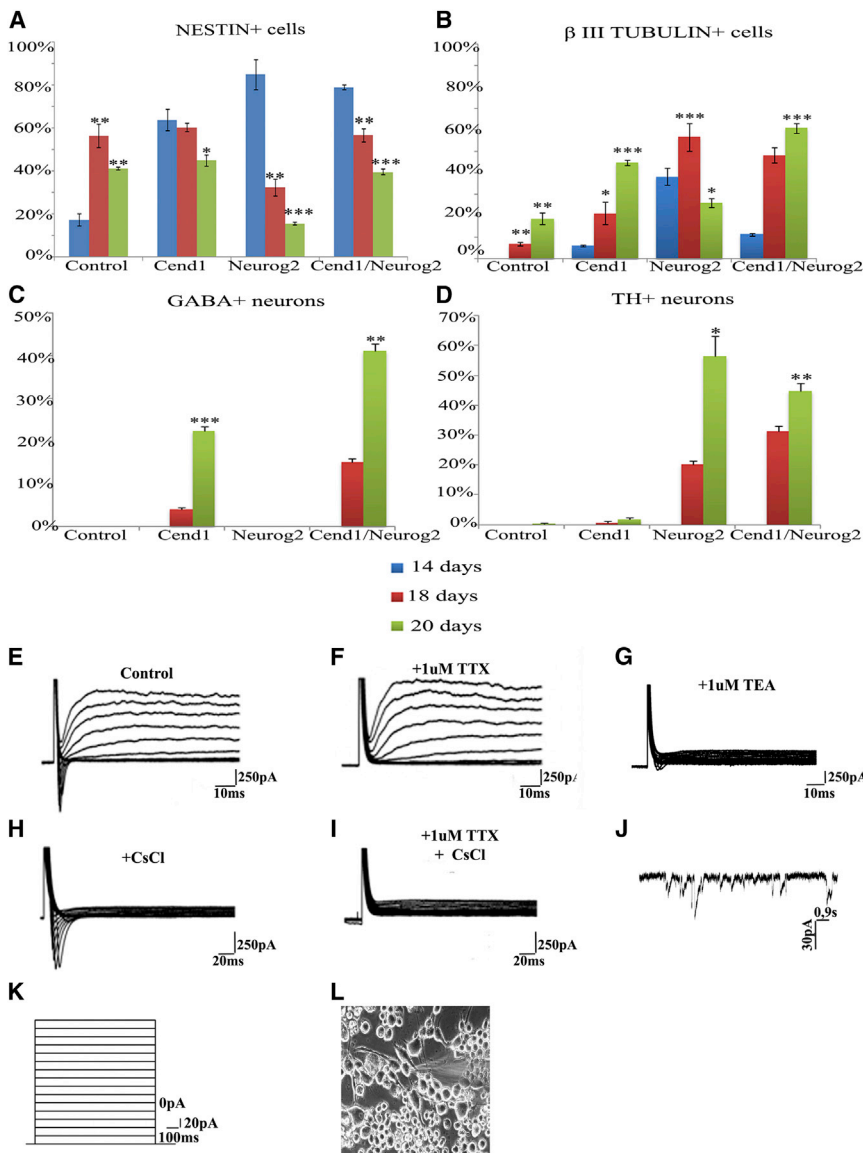 A
NESTIN+ cells
100%
80%
60%
40%
20%
0%
** ** * ** *** ** ***
Control Cend1 Neurog2 Cend1/Neurog2
B
β III TUBULIN+ cells
100%
80%
60%
40%
20%
0%
** ** * *** *** * ***
Control Cend1 Neurog2 Cend1/Neurog2
C
GABA+ neurons
50%
40%
30%
20%
10%
0%
*** **
Control Cend1 Neurog2 Cend1/Neurog2
D
TH+ neurons
70%
60%
50%
40%
30%
20%
10%
0%
* **
Control Cend1 Neurog2 Cend1/Neurog2
14 days
18 days
20 days
E
Control
250pA
10ms
F
+1uM TTX
250pA
10ms
G
+1uM TEA
250pA
10ms
H
+CsCl
250pA
20ms
I
+1uM TTX
+ CsCl
250pA
20ms
J
0,9s
30pA
K
0pA
20pA
100ms
L